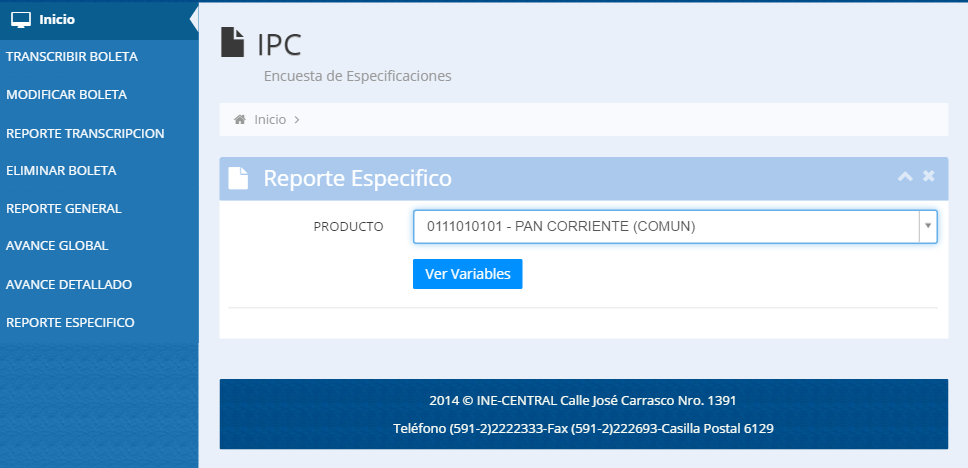 Inicio
TRANSCRIBIR BOLETA
MODIFICAR BOLETA
REPORTE TRANSCRIPCION
ELIMINAR BOLETA
REPORTE GENERAL
AVANCE GLOBAL
AVANCE DETALLADO
REPORTE ESPECIFICO
IPC
Encuesta de Especificaciones
Inicio
Reporte Especifico
PRODUCTO 0111010101 - PAN CORRIENTE (COMUN)
Ver Variables
2014 © INE-CENTRAL Calle José Carrasco Nro. 1391
Teléfono (591-2)2222333-Fax (591-2)222693-Casilla Postal 6129